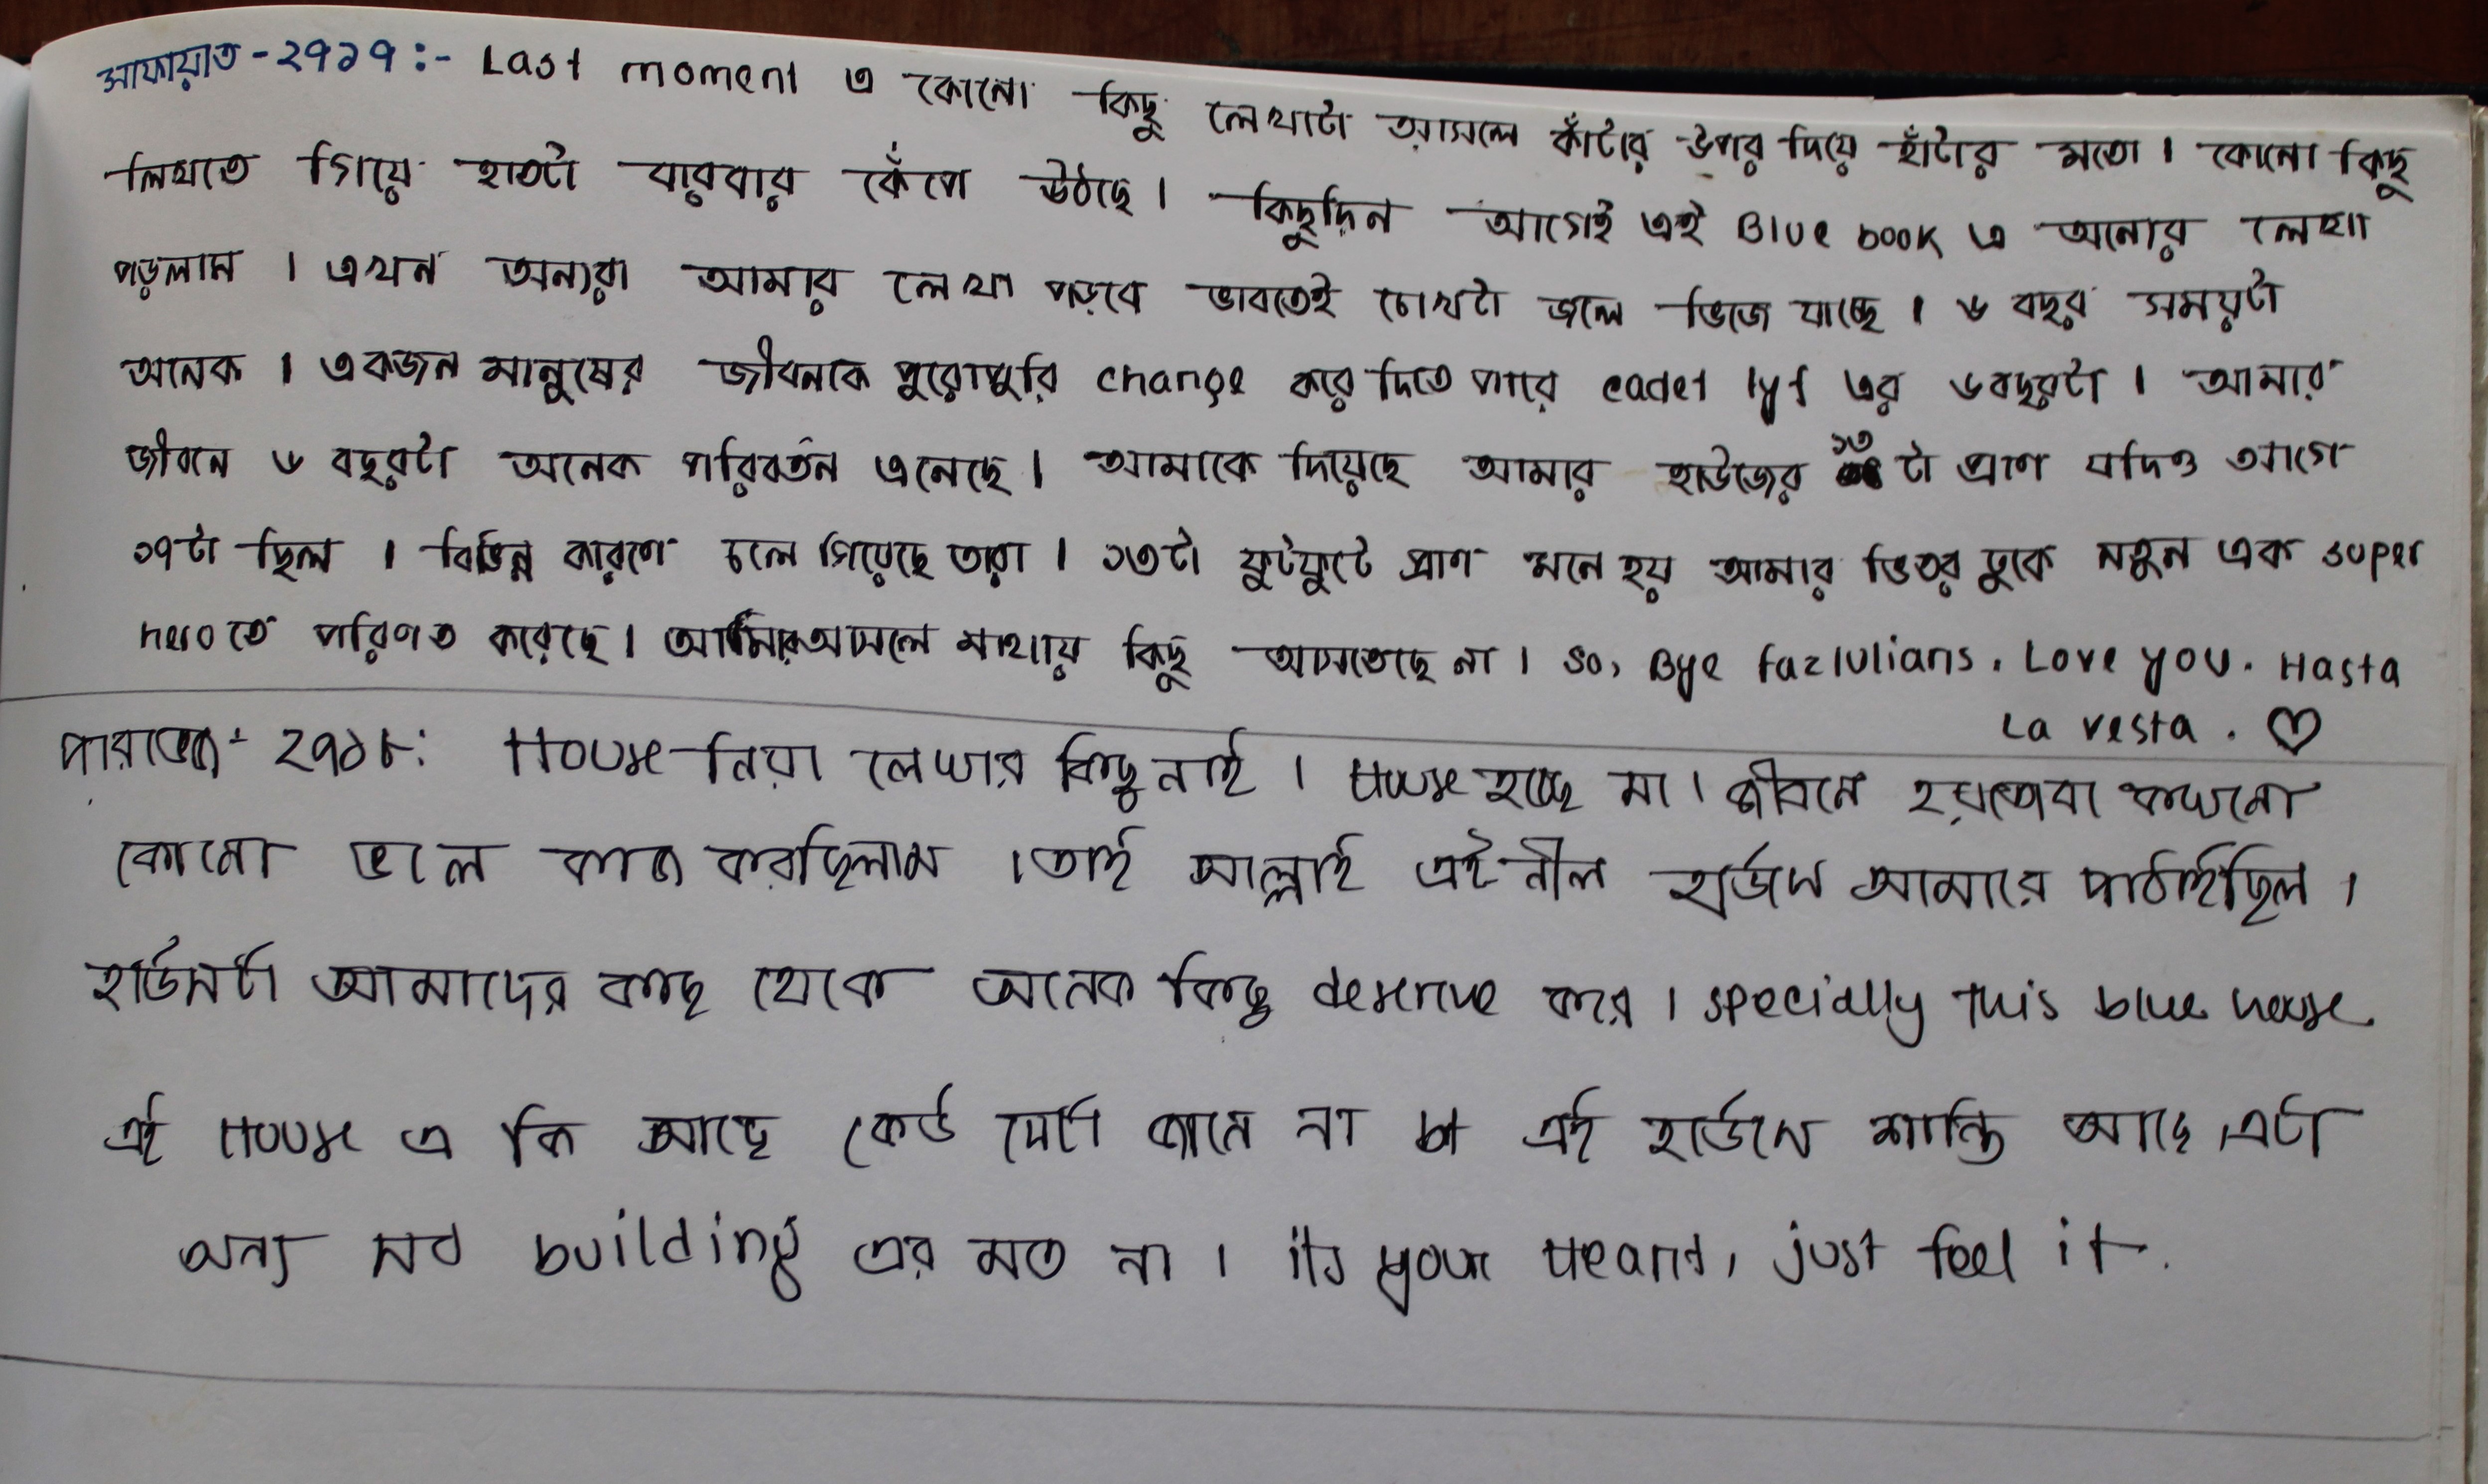 সাফায়াত - ২৭১৭ :- Last moment এ কোনো কিছু লেখাটা আসলে কাঁটার উপর দিয়ে হাঁটার মতো। কোনো কিছু
লিখতে গিয়ে হাতটা বারবার কেঁপে উঠছে। কিছুদিন আগেই এই Blue book এ অন্যের লেখা
পড়লাম। এখন অন্যরা আমার লেখা পড়বে ভাবতেই চোখটা জলে ভিজে যাচ্ছে। ৬ বছর সময়টা
অনেক। একজন মানুষের জীবনকে পুরোপুরি change করে দিতে পারে cadet lyf এর ৬বছরটা। আমার
জীবনে ৬ বছরটা অনেক পরিবর্তন এনেছে। আমাকে দিয়েছে আমার হাউজের ১৩ টা প্রাণ যদিও আগে
১৭টা ছিল। বিভিন্ন কারণে চলে গিয়েছে তারা। ১৩টা ফুটফুটে প্রাণ মনে হয় আমার ভিতর ঢুকে নতুন এক super
hero তে পরিণত করেছে। আসলে মাথায় কিছু আসতেছে না। So, Bye fazlulians. Love you. Hasta
La vesta. ♡
২৭১৮: House নিয়া লেখার কিছু নাই। House হচ্ছে মা। জীবনে হয়তোবা কখনো
কোনো ভালে কাজ করছিলাম। তাই আল্লাহ এই নীল হাউজে আমারে পাঠাইছিল।
হাউসটা আমাদের কাছ থেকে অনেক কিছু deserve করে। specially this blue house
এই House এ কি আছে কেউ সেটা জানে না but এই হাউসে শান্তি আছে, এটা
অন্য সব building এর মত না। its your Heart, just feel it.